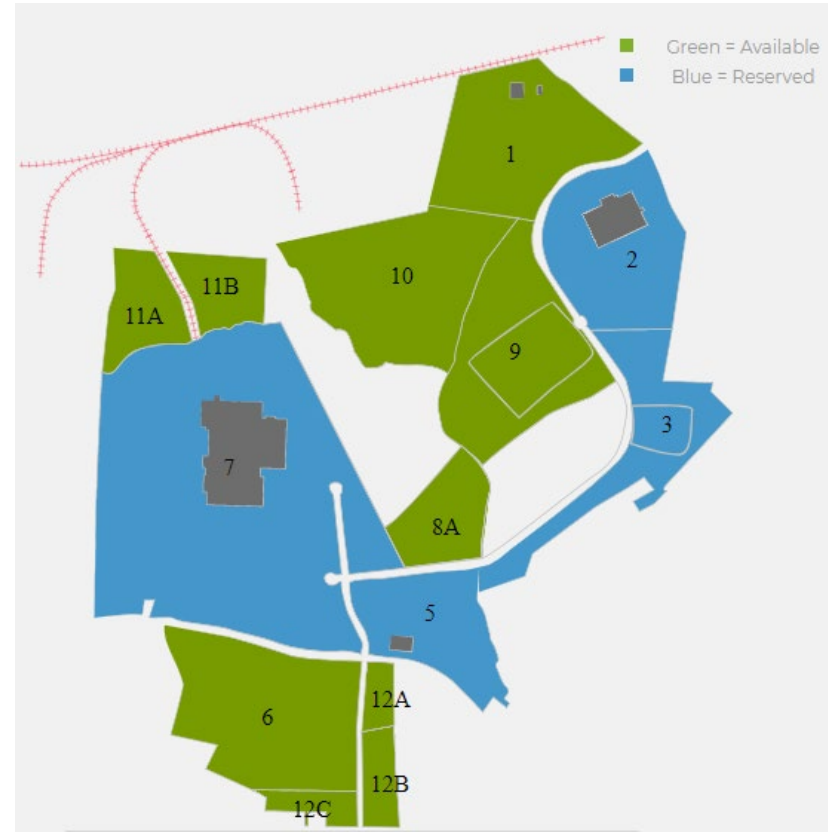 Green = Available
Blue = Reserved
1
2
10
11B
11A
9
3
7
8A
5
12A
6
12B
12C